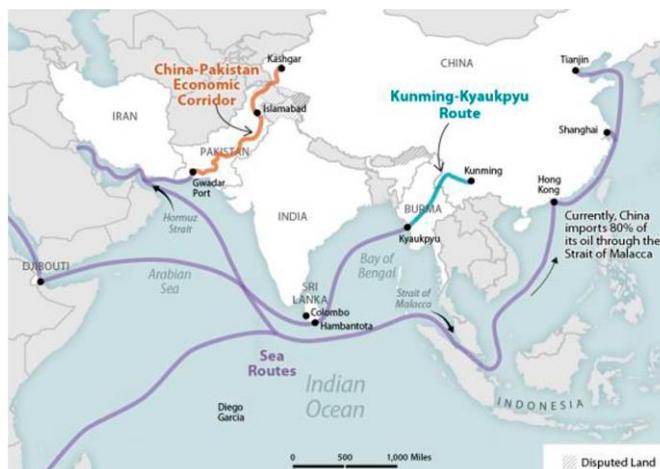 Kashgar
China-Pakistan
Economic
Corridor
CHINA
Tianjin
IRAN
Islamabad
Kunming-Kyaukpyu
Route
Shanghai
PAKISTAN
Gwadar
Port
Kunming
Hong
Kong
Hormuz
Strait
INDIA
BURMA
Kyaukpyu
Currently, China
imports 80% of
its oil through the
Strait of Malacca
DJIBOUTI
Arabian
Sea
Bay of
Bengal
SRI
LANKA
Colombo
Hambantota
Strait of
Malacca
Sea
Routes
Indian
Ocean
Diego
Garcia
INDONESIA
0 500 1,000 Miles
Disputed Land